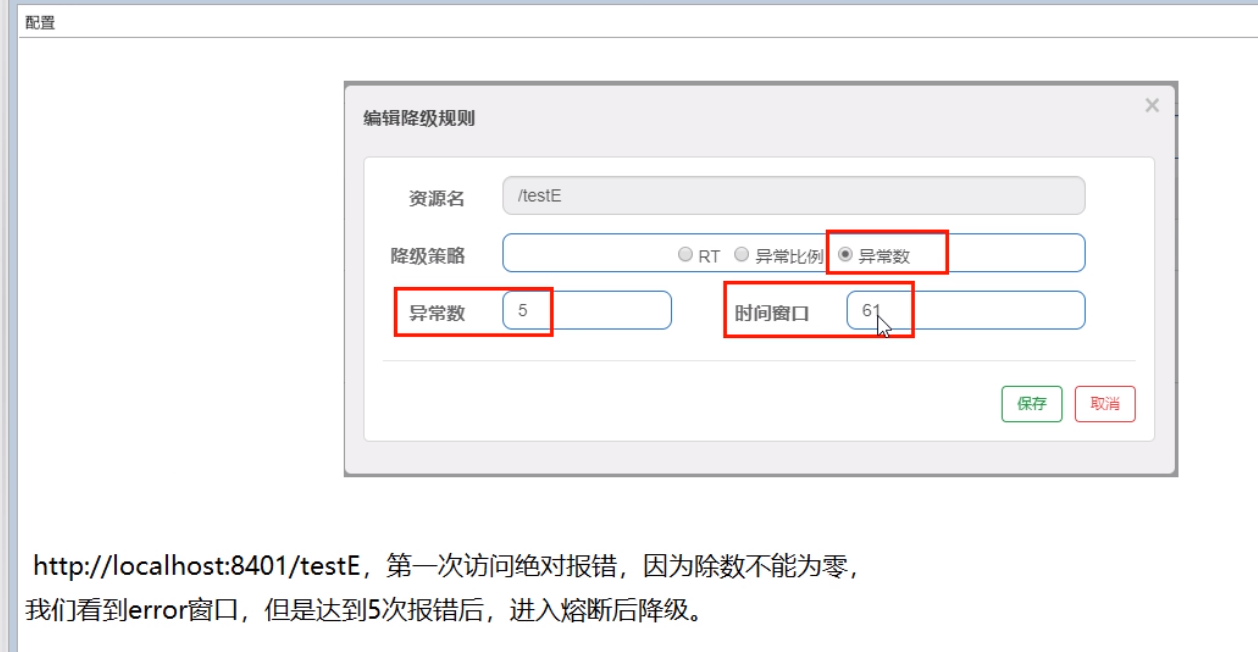 配置
编辑降级规则
×
资源名 /testE
降级策略 RT 异常比例 异常数
异常数 5 时间窗口 61
保存 取消
http://localhost:8401/testE，第一次访问绝对报错，因为除数不能为零，
我们看到error窗口，但是达到5次报错后，进入熔断后降级。